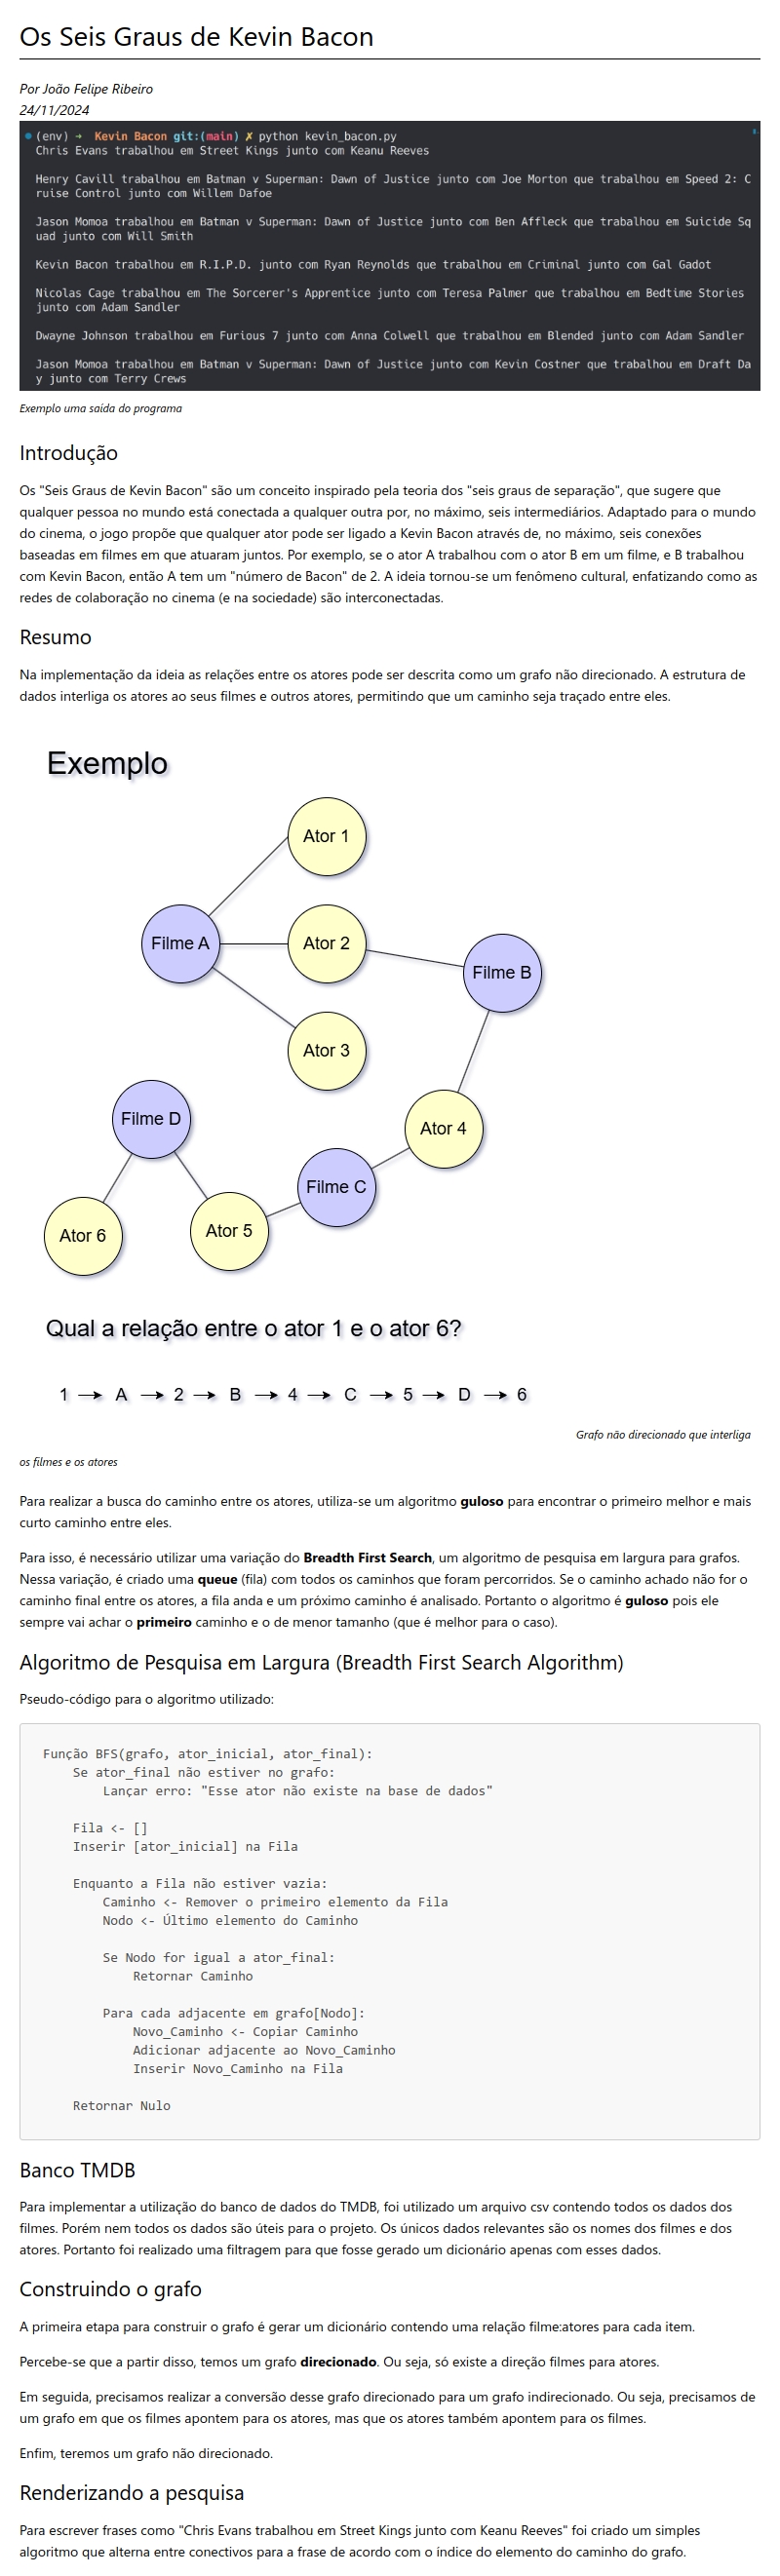 Os Seis Graus de Kevin Bacon
Por João Felipe Ribeiro
24/11/2024
(env) → Kevin Bacon git:(main) ✗ python kevin_bacon.py
Chris Evans trabalhou em Street Kings junto com Keanu Reeves
Henry Cavill trabalhou em Batman v Superman: Dawn of Justice junto com Joe Morton que trabalhou em Speed 2: C
ruise Control junto com Willem Dafoe
Jason Momoa trabalhou em Batman v Superman: Dawn of Justice junto com Ben Affleck que trabalhou em Suicide Sq
uad junto com Will Smith
Kevin Bacon trabalhou em R.I.P.D. junto com Ryan Reynolds que trabalhou em Criminal junto com Gal Gadot
Nicolas Cage trabalhou em The Sorcerer's Apprentice junto com Teresa Palmer que trabalhou em Bedtime Stories
junto com Adam Sandler
Dwayne Johnson trabalhou em Furious 7 junto com Anna Colwell que trabalhou em Blended junto com Adam Sandler
Jason Momoa trabalhou em Batman v Superman: Dawn of Justice junto com Kevin Costner que trabalhou em Draft Da
y junto com Terry Crews
Exemplo uma saída do programa
Introdução
Os "Seis Graus de Kevin Bacon" são um conceito inspirado pela teoria dos "seis graus de separação", que sugere que
qualquer pessoa no mundo está conectada a qualquer outra por, no máximo, seis intermediários. Adaptado para o mundo
do cinema, o jogo propõe que qualquer ator pode ser ligado a Kevin Bacon através de, no máximo, seis conexões
baseadas em filmes em que atuaram juntos. Por exemplo, se o ator A trabalhou com o ator B em um filme, e B trabalhou
com Kevin Bacon, então A tem um "número de Bacon" de 2. A ideia tornou-se um fenômeno cultural, enfatizando como as
redes de colaboração no cinema (e na sociedade) são interconectadas.
Resumo
Na implementação da ideia as relações entre os atores pode ser descrita como um grafo não direcionado. A estrutura de
dados interliga os atores ao seus filmes e outros atores, permitindo que um caminho seja traçado entre eles.
Exemplo
Ator 1
Filme A
Ator 2
Filme B
Ator 3
Filme D
Ator 4
Filme C
Ator 6
Ator 5
Qual a relação entre o ator 1 e o ator 6?
1 → A → 2 → B → 4 → C → 5 → D → 6
Grafo não direcionado que interliga
os filmes e os atores
Para realizar a busca do caminho entre os atores, utiliza-se um algoritmo guloso para encontrar o primeiro melhor e mais
curto caminho entre eles.
Para isso, é necessário utilizar uma variação do Breadth First Search, um algoritmo de pesquisa em largura para grafos.
Nessa variação, é criado uma queue (fila) com todos os caminhos que foram percorridos. Se o caminho achado não for o
caminho final entre os atores, a fila anda e um próximo caminho é analisado. Portanto o algoritmo é guloso pois ele
sempre vai achar o primeiro caminho e o de menor tamanho (que é melhor para o caso).
Algoritmo de Pesquisa em Largura (Breadth First Search Algorithm)
Pseudo-código para o algoritmo utilizado:
Função BFS(grafo, ator_inicial, ator_final):
Se ator_final não estiver no grafo:
Lançar erro: "Esse ator não existe na base de dados"
Fila <- []
Inserir [ator_inicial] na Fila
Enquanto a Fila não estiver vazia:
Caminho <- Remover o primeiro elemento da Fila
Nodo <- Último elemento do Caminho
Se Nodo for igual a ator_final:
Retornar Caminho
Para cada adjacente em grafo[Nodo]:
Novo_Caminho <- Copiar Caminho
Adicionar adjacente ao Novo_Caminho
Inserir Novo_Caminho na Fila
Retornar Nulo
Banco TMDB
Para implementar a utilização do banco de dados do TMDB, foi utilizado um arquivo csv contendo todos os dados dos
filmes. Porém nem todos os dados são úteis para o projeto. Os únicos dados relevantes são os nomes dos filmes e dos
atores. Portanto foi realizado uma filtragem para que fosse gerado um dicionário apenas com esses dados.
Construindo o grafo
A primeira etapa para construir o grafo é gerar um dicionário contendo uma relação filme:atores para cada item.
Percebe-se que a partir disso, temos um grafo direcionado. Ou seja, só existe a direção filmes para atores.
Em seguida, precisamos realizar a conversão desse grafo direcionado para um grafo indirecionado. Ou seja, precisamos de
um grafo em que os filmes apontem para os atores, mas que os atores também apontem para os filmes.
Enfim, teremos um grafo não direcionado.
Renderizando a pesquisa
Para escrever frases como "Chris Evans trabalhou em Street Kings junto com Keanu Reeves" foi criado um simples
algoritmo que alterna entre conectivos para a frase de acordo com o índice do elemento do caminho do grafo.